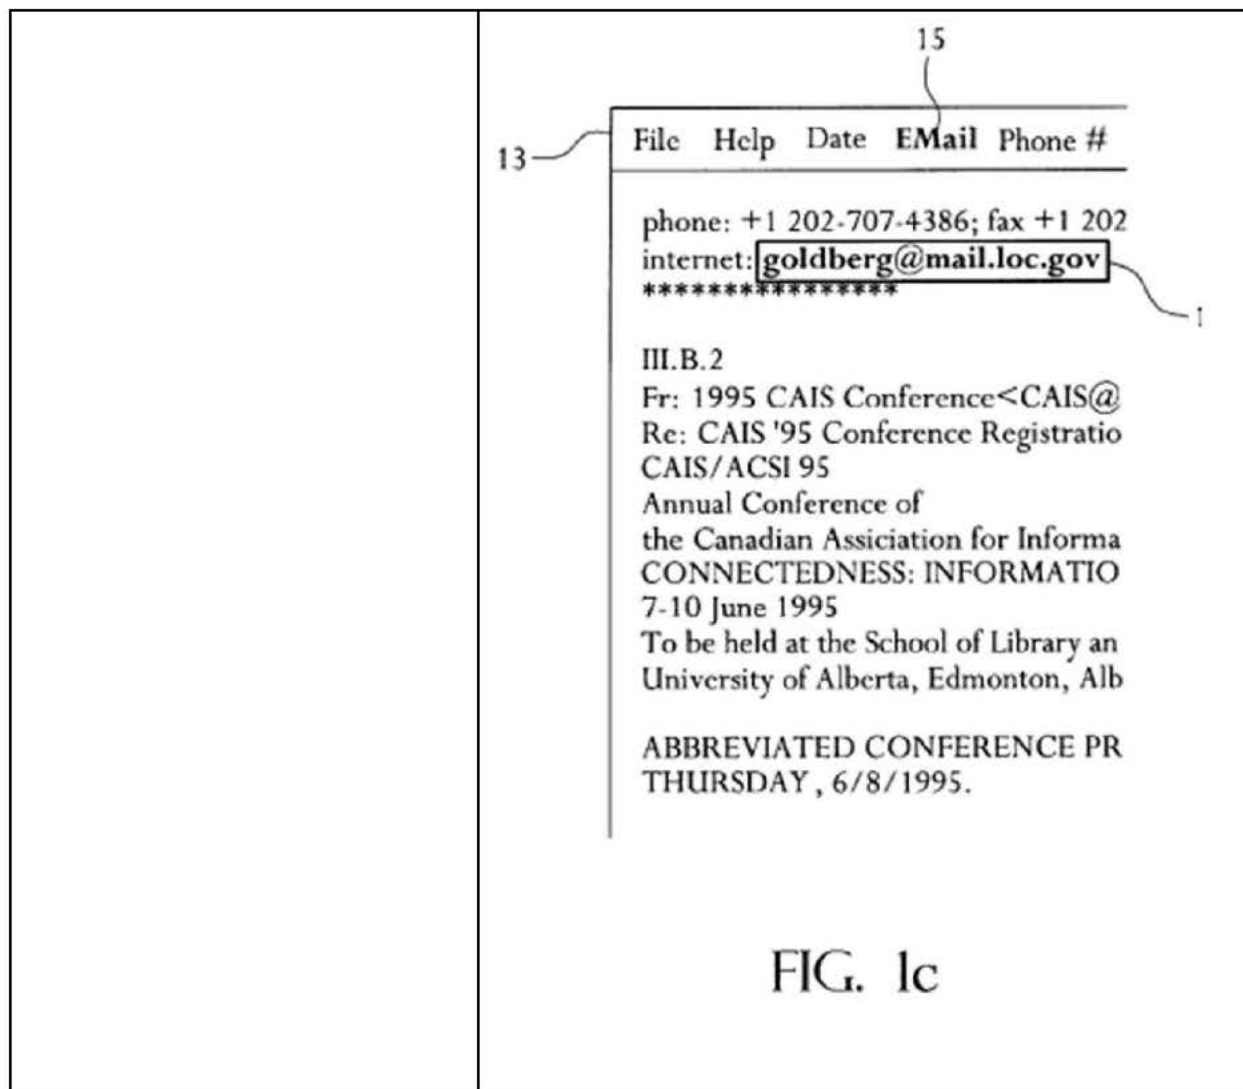 15
13
File Help Date EMail Phone #
phone: +1 202-707-4386; fax +1 202
internet: goldberg@mail.loc.gov
1
****************
III.B.2
Fr: 1995 CAIS Conference<CAIS@
Re: CAIS '95 Conference Registratio
CAIS/ACSI 95
Annual Conference of
the Canadian Assiciation for Informa
CONNECTEDNESS: INFORMATIO
7-10 June 1995
To be held at the School of Library an
University of Alberta, Edmonton, Alb
ABBREVIATED CONFERENCE PR
THURSDAY , 6/8/1995.
FIG. 1c